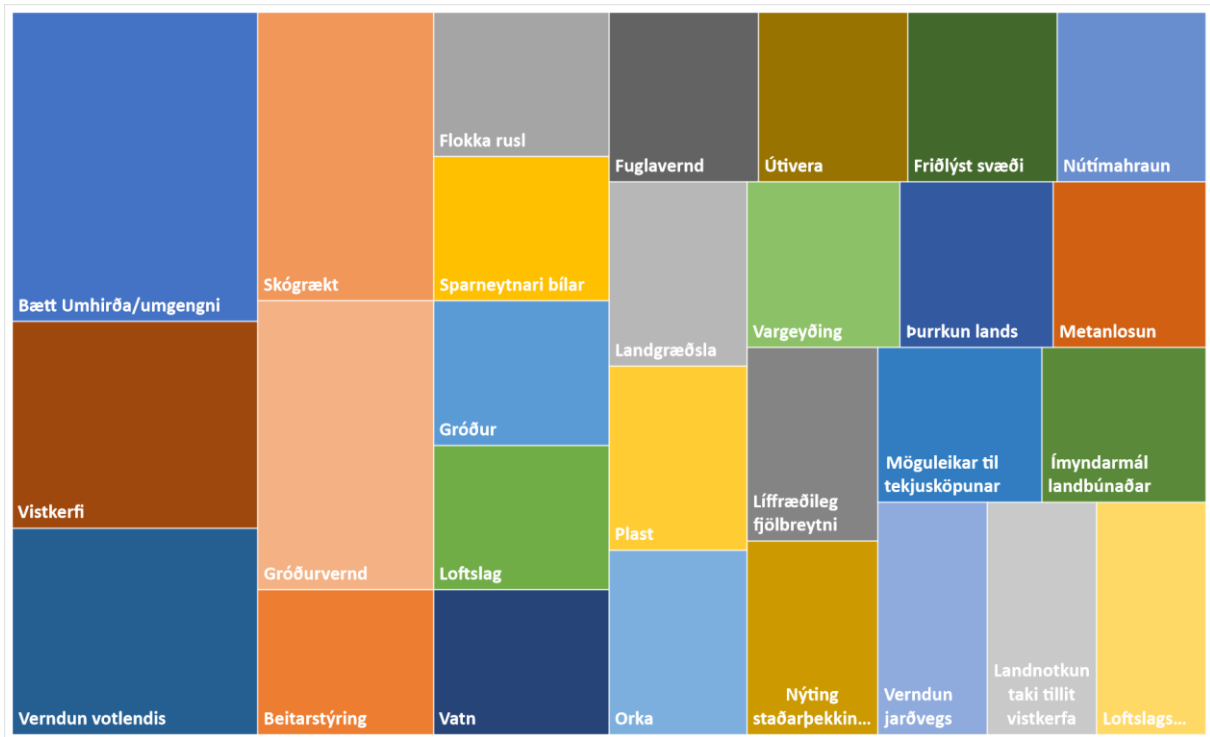 Bætt Umhirða/umgengni
Vistkerfi
Verndun votlendis
Skógrækt
Gróðurvernd
Beitarstýring
Flokka rusl
Sparneytnari bílar
Gróður
Loftslag
Vatn
Fuglavernd
Útivera
Friðlýst svæði
Nútímahraun
Landgræðsla
Plast
Orka
Vargeyðing
Þurrkun lands
Metanlosun
Líffræðileg
fjölbreytni
Nýting
staðarþekkin...
Möguleikar til
tekjusköpunar
Ímyndarmál
landbúnaðar
Verndun
jarðvegs
Landnotkun
taki tillit
vistkerfa
Loftslags...